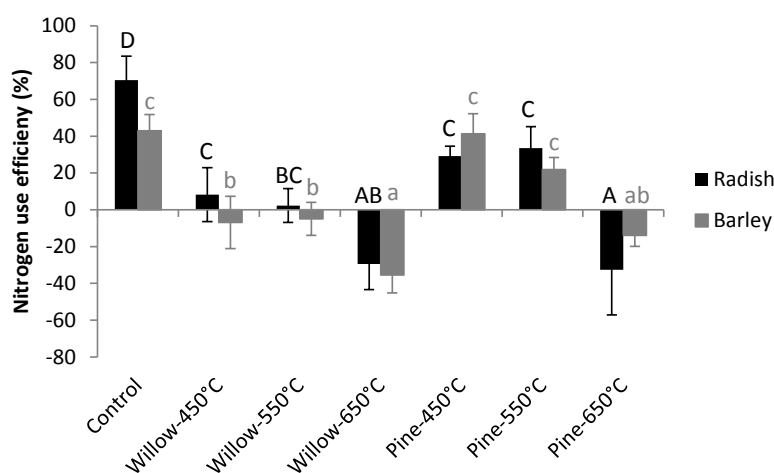 Nitrogen use efficieny (%)
100
80
60
40
20
0
-20
-40
-60
-80
D
c
C
b
BC
b
AB
a
C
c
C
c
A
ab
Radish
Barley
Control
Willow-450°C
Willow-550°C
Willow-650°C
Pine-450°C
Pine-550°C
Pine-650°C